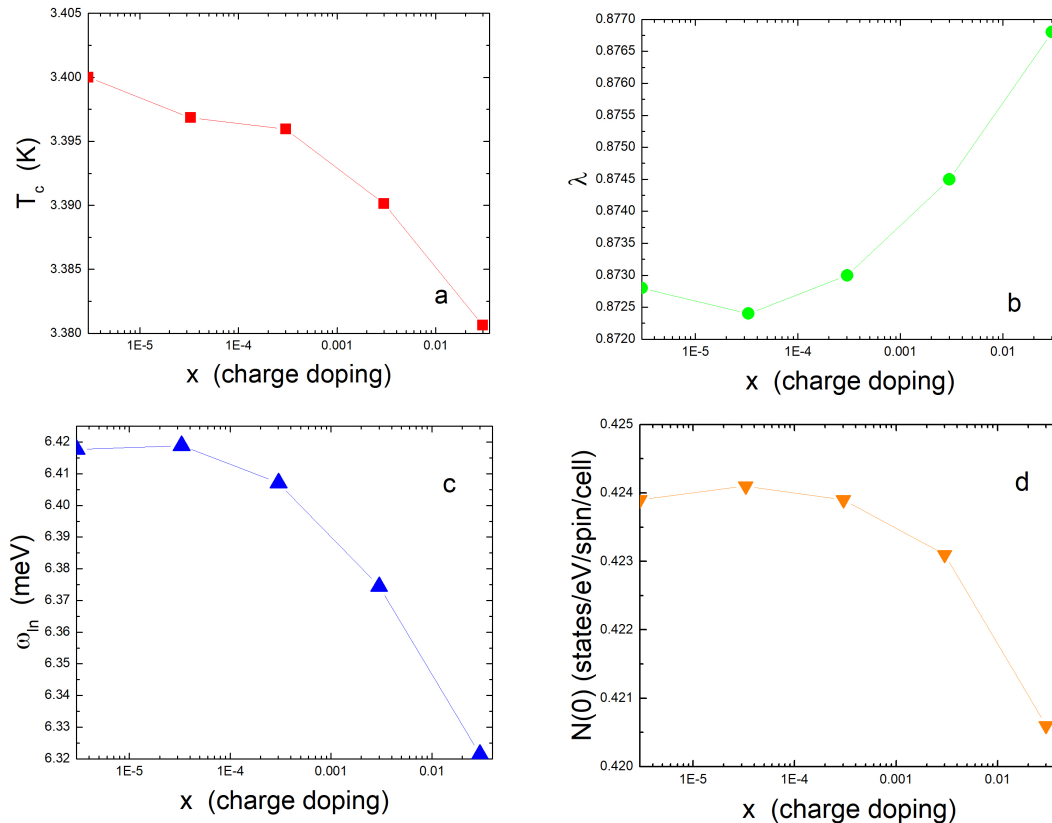 3.405
3.400
3.395
3.390
3.385
3.380
T_c (K)
a
1E-5 1E-4 0.001 0.01
x (charge doping)
0.8770
0.8765
0.8760
0.8755
0.8750
0.8745
0.8740
0.8735
0.8730
0.8725
0.8720
λ
b
1E-5 1E-4 0.001 0.01
x (charge doping)
6.42
6.41
6.40
6.39
6.38
6.37
6.36
6.35
6.34
6.33
6.32
ω_ln (meV)
c
1E-5 1E-4 0.001 0.01
x (charge doping)
0.425
0.424
0.423
0.422
0.421
0.420
N(0) (states/eV/spin/cell)
d
1E-5 1E-4 0.001 0.01
x (charge doping)